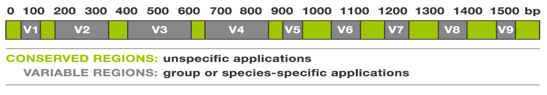 0 100 200 300 400 500 600 700 800 900 1000 1100 1200 1300 1400 1500 bp
V1 V2 V3 V4 V5 V6 V7 V8 V9
CONSERVED REGIONS: unspecific applications
VARIABLE REGIONS: group or species-specific applications